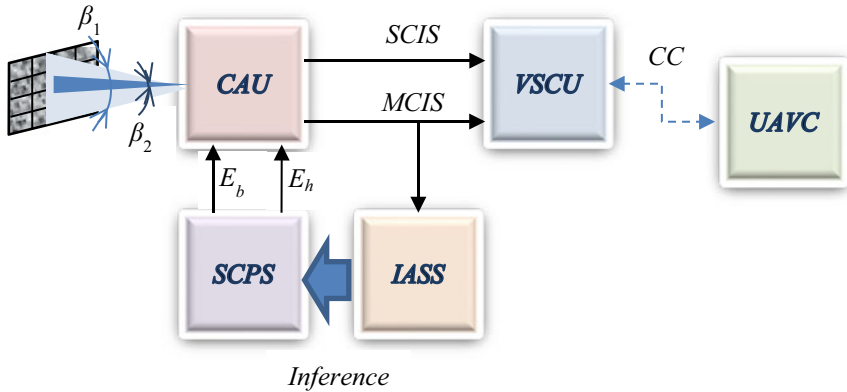 β1
SCIS
CC
CAU
VSCU
MCIS
UAVC
β2
Eb
Eh
SCPS
IASS
Inference